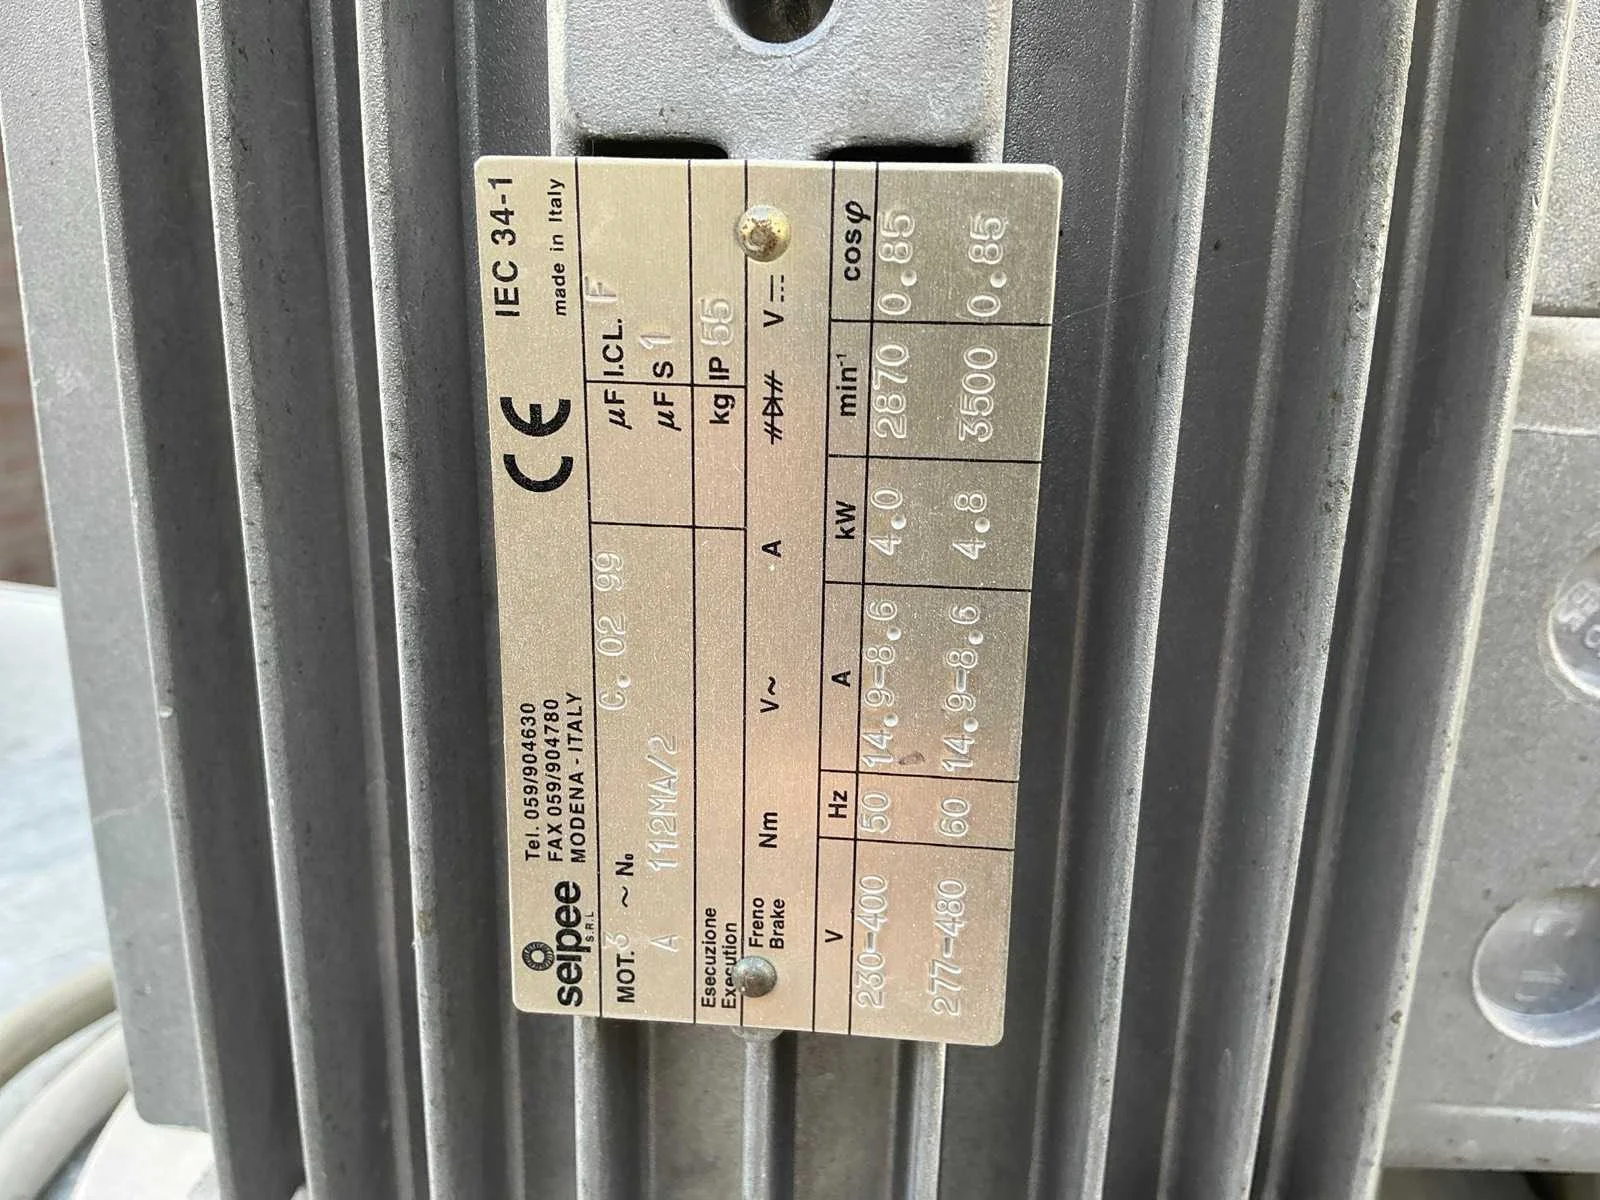 seipee
S.R.L
Tel. 059/904630
FAX 059/904780
MODENA - ITALY
CE
IEC 34-1
made in Italy
MOT. 3 ~ No C. 02 99 µF I.CL. F
A 112MA/2 µF S 1
Esecuzione
Execution
kg IP 55
Freno
Brake
Nm V~ A V
V Hz A kW min-1 cosφ
230-400 50 14.9-8.6 4.0 2870 0.85
277-480 60 14.9-8.6 4.8 3500 0.85